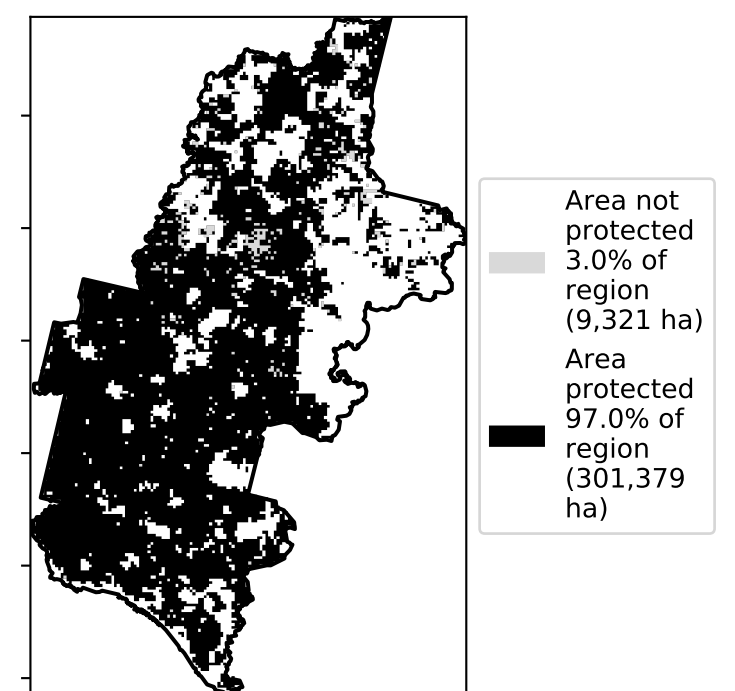 Area not
protected
3.0% of
region
(9,321 ha)
Area
protected
97.0% of
region
(301,379
ha)